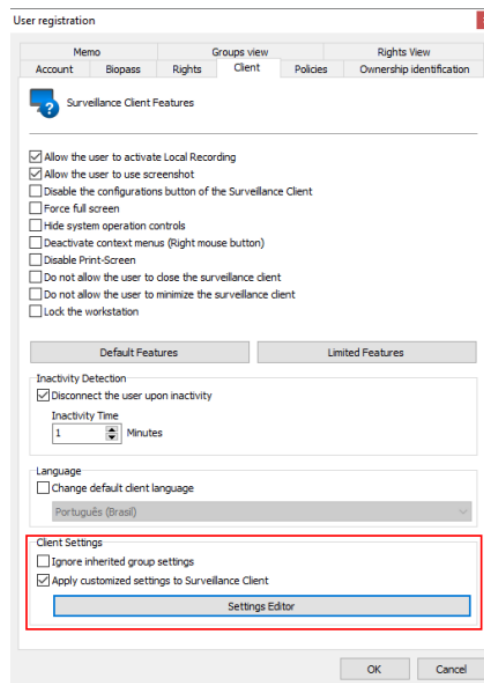 User registration
Memo Groups view Rights View
Account Biopass Rights Client Policies Ownership identification
Surveillance Client Features
Allow the user to activate Local Recording
Allow the user to use screenshot
Disable the configurations button of the Surveillance Client
Force full screen
Hide system operation controls
Deactivate context menus (Right mouse button)
Disable Print-Screen
Do not allow the user to close the surveillance client
Do not allow the user to minimize the surveillance client
Lock the workstation
Default Features Limited Features
Inactivity Detection
Disconnect the user upon inactivity
Inactivity Time
1 Minutes
Language
Change default client language
Português (Brasil)
Client Settings
Ignore inherited group settings
Apply customized settings to Surveillance Client
Settings Editor
OK Cancel